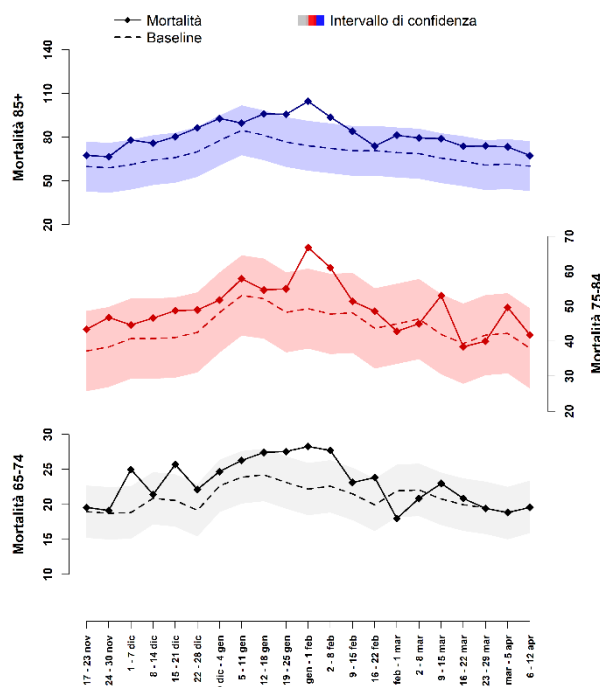 Mortalità
Baseline
Intervallo di confidenza
Mortalità 85+
140
110
80
50
20
Mortalità 75-84
70
60
50
40
30
20
Mortalità 65-74
30
25
20
15
10
17 - 23 nov
24 - 30 nov
1 - 7 dic
8 - 14 dic
15 - 21 dic
22 - 28 dic
dic - 4 gen
5 - 11 gen
12 - 18 gen
19 - 25 gen
gen - 1 feb
2 - 8 feb
9 - 15 feb
16 - 22 feb
feb - 1 mar
2 - 8 mar
9 - 15 mar
16 - 22 mar
23 - 29 mar
mar - 5 apr
6 - 12 apr